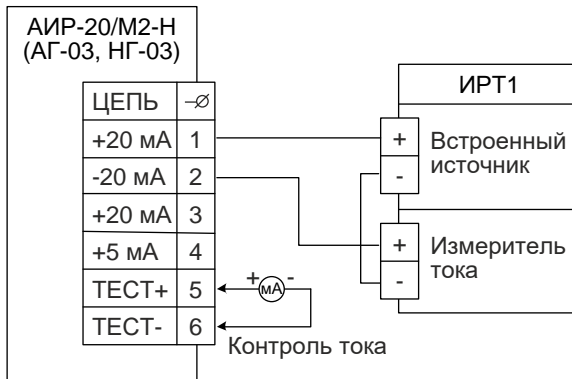 АИР-20/М2-Н
(АГ-03, НГ-03)
ЦЕПЬ
+20 мА 1
-20 мА 2
+20 мА 3
+5 мА 4
ТЕСТ+ 5
ТЕСТ- 6
+ мА -
Контроль тока
ИРТ1
+ Встроенный
- источник
+ Измеритель
- тока